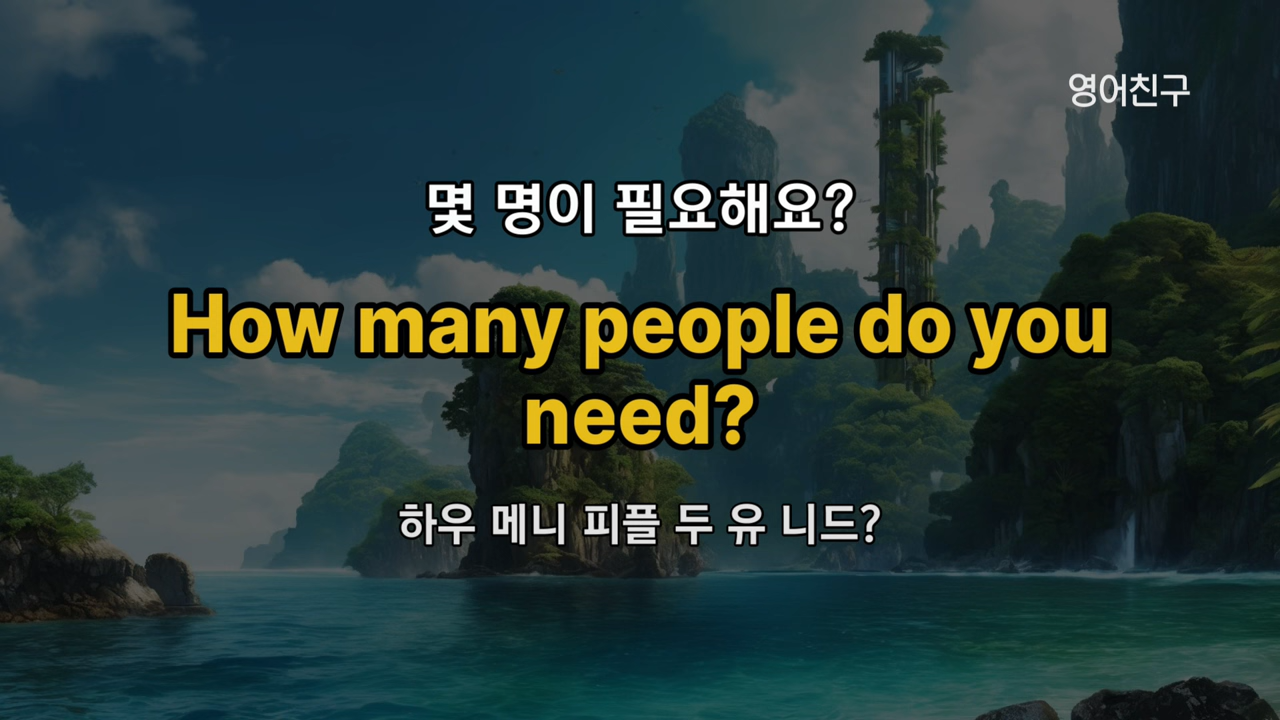 영어친구
몇 명이 필요해요?
How many people do you
need?
하우 메니 피플 두 유 니드?